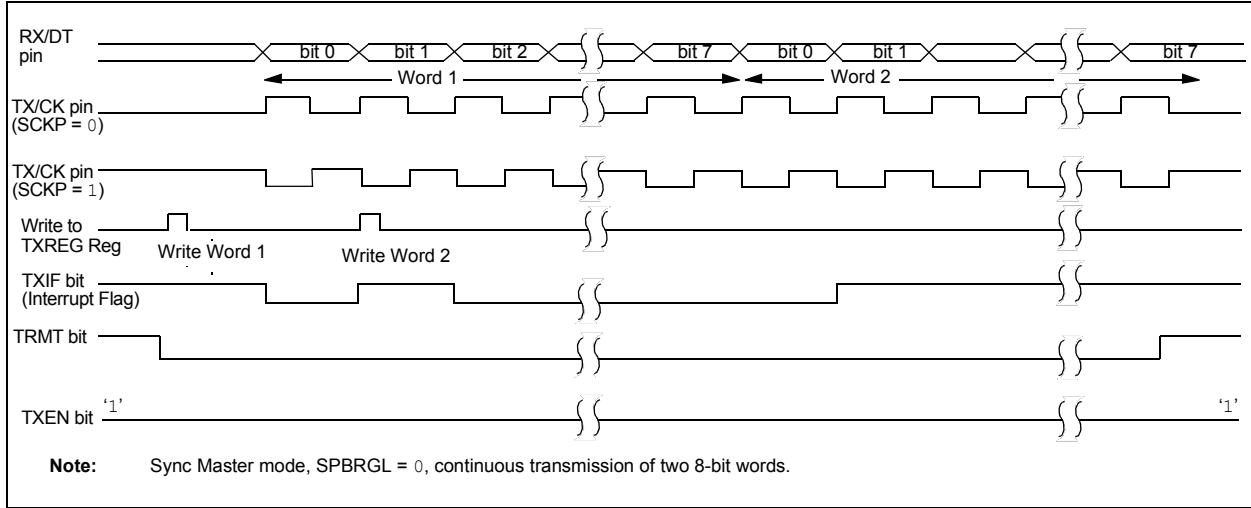 RX/DT
pin
bit 0 bit 1 bit 2 bit 7 bit 0 bit 1 bit 7
Word 1 Word 2
TX/CK pin
(SCKP = 0)
TX/CK pin
(SCKP = 1)
Write to
TXREG Reg
Write Word 1 Write Word 2
TXIF bit
(Interrupt Flag)
TRMT bit
‘1’ ‘1’
TXEN bit
Note: Sync Master mode, SPBRGL = 0, continuous transmission of two 8-bit words.